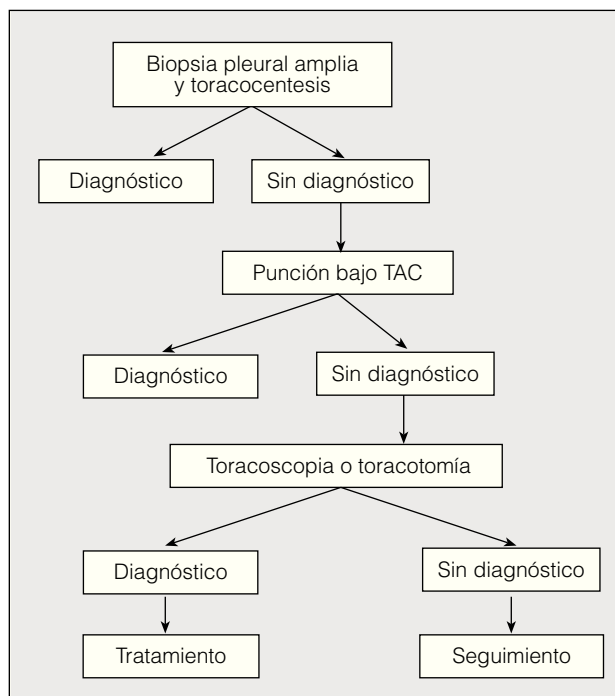 Biopsia pleural amplia
y toracocentesis
Diagnóstico
Sin diagnóstico
Punción bajo TAC
Diagnóstico
Sin diagnóstico
Toracoscopia o toracotomía
Diagnóstico
Sin diagnóstico
Tratamiento
Seguimiento